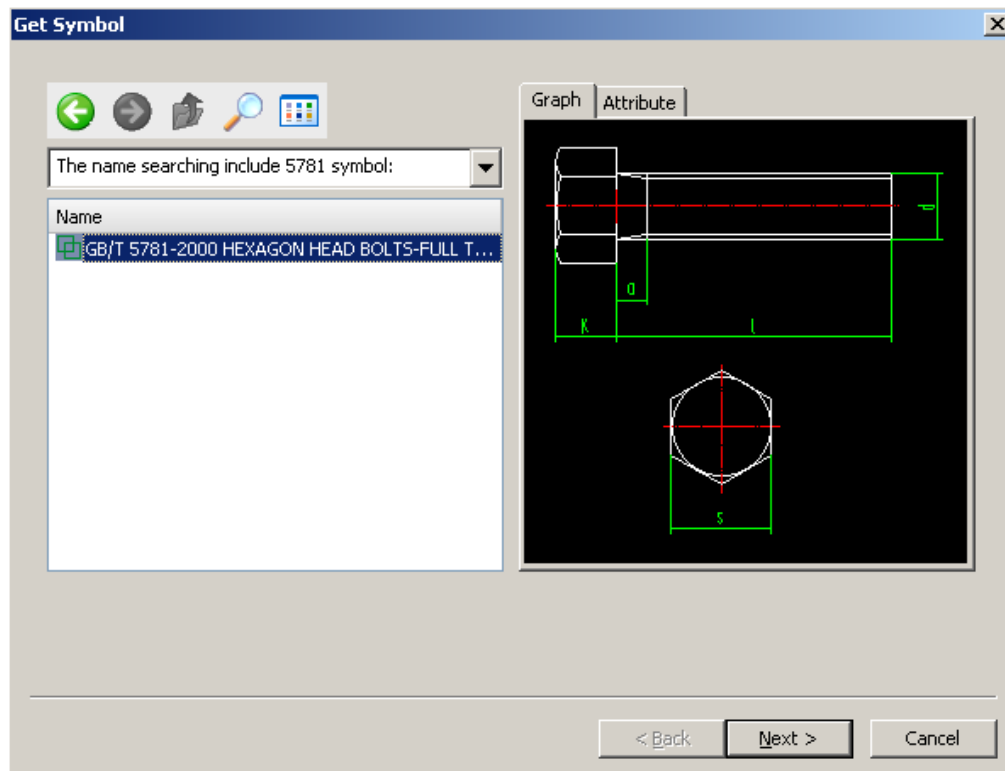 Get Symbol
Graph
Attribute
The name searching include 5781 symbol:
Name
GB/T 5781-2000 HEXAGON HEAD BOLTS-FULL T...
d
a
K
l
s
< Back
Next >
Cancel